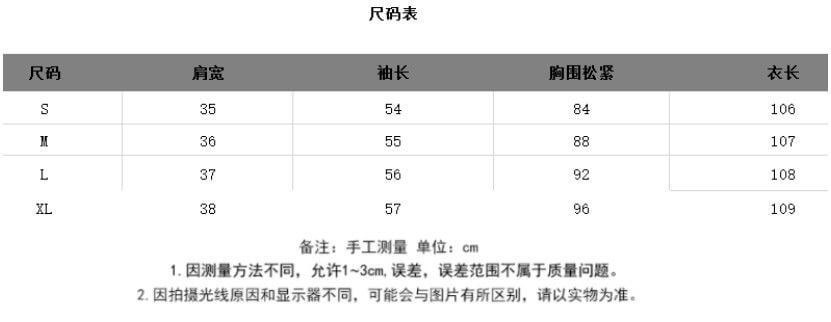 尺码表
尺码 肩宽 袖长 胸围松紧 衣长
S 35 54 84 106
M 36 55 88 107
L 37 56 92 108
XL 38 57 96 109
备注：手工测量 单位：cm
1.因测量方法不同，允许1~3cm,误差，误差范围不属于质量问题。
2.因拍摄光线原因和显示器不同，可能会与图片有所区别，请以实物为准。